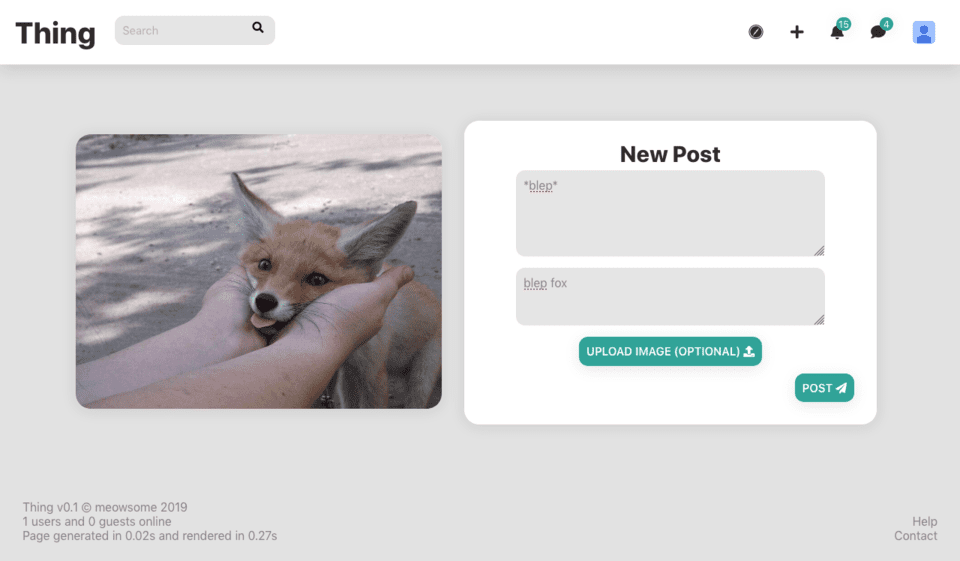 Thing
Search
15
4
New Post
*blep*
blep fox
UPLOAD IMAGE (OPTIONAL)
POST
Thing v0.1 © meowsome 2019
1 users and 0 guests online
Page generated in 0.02s and rendered in 0.27s
Help
Contact